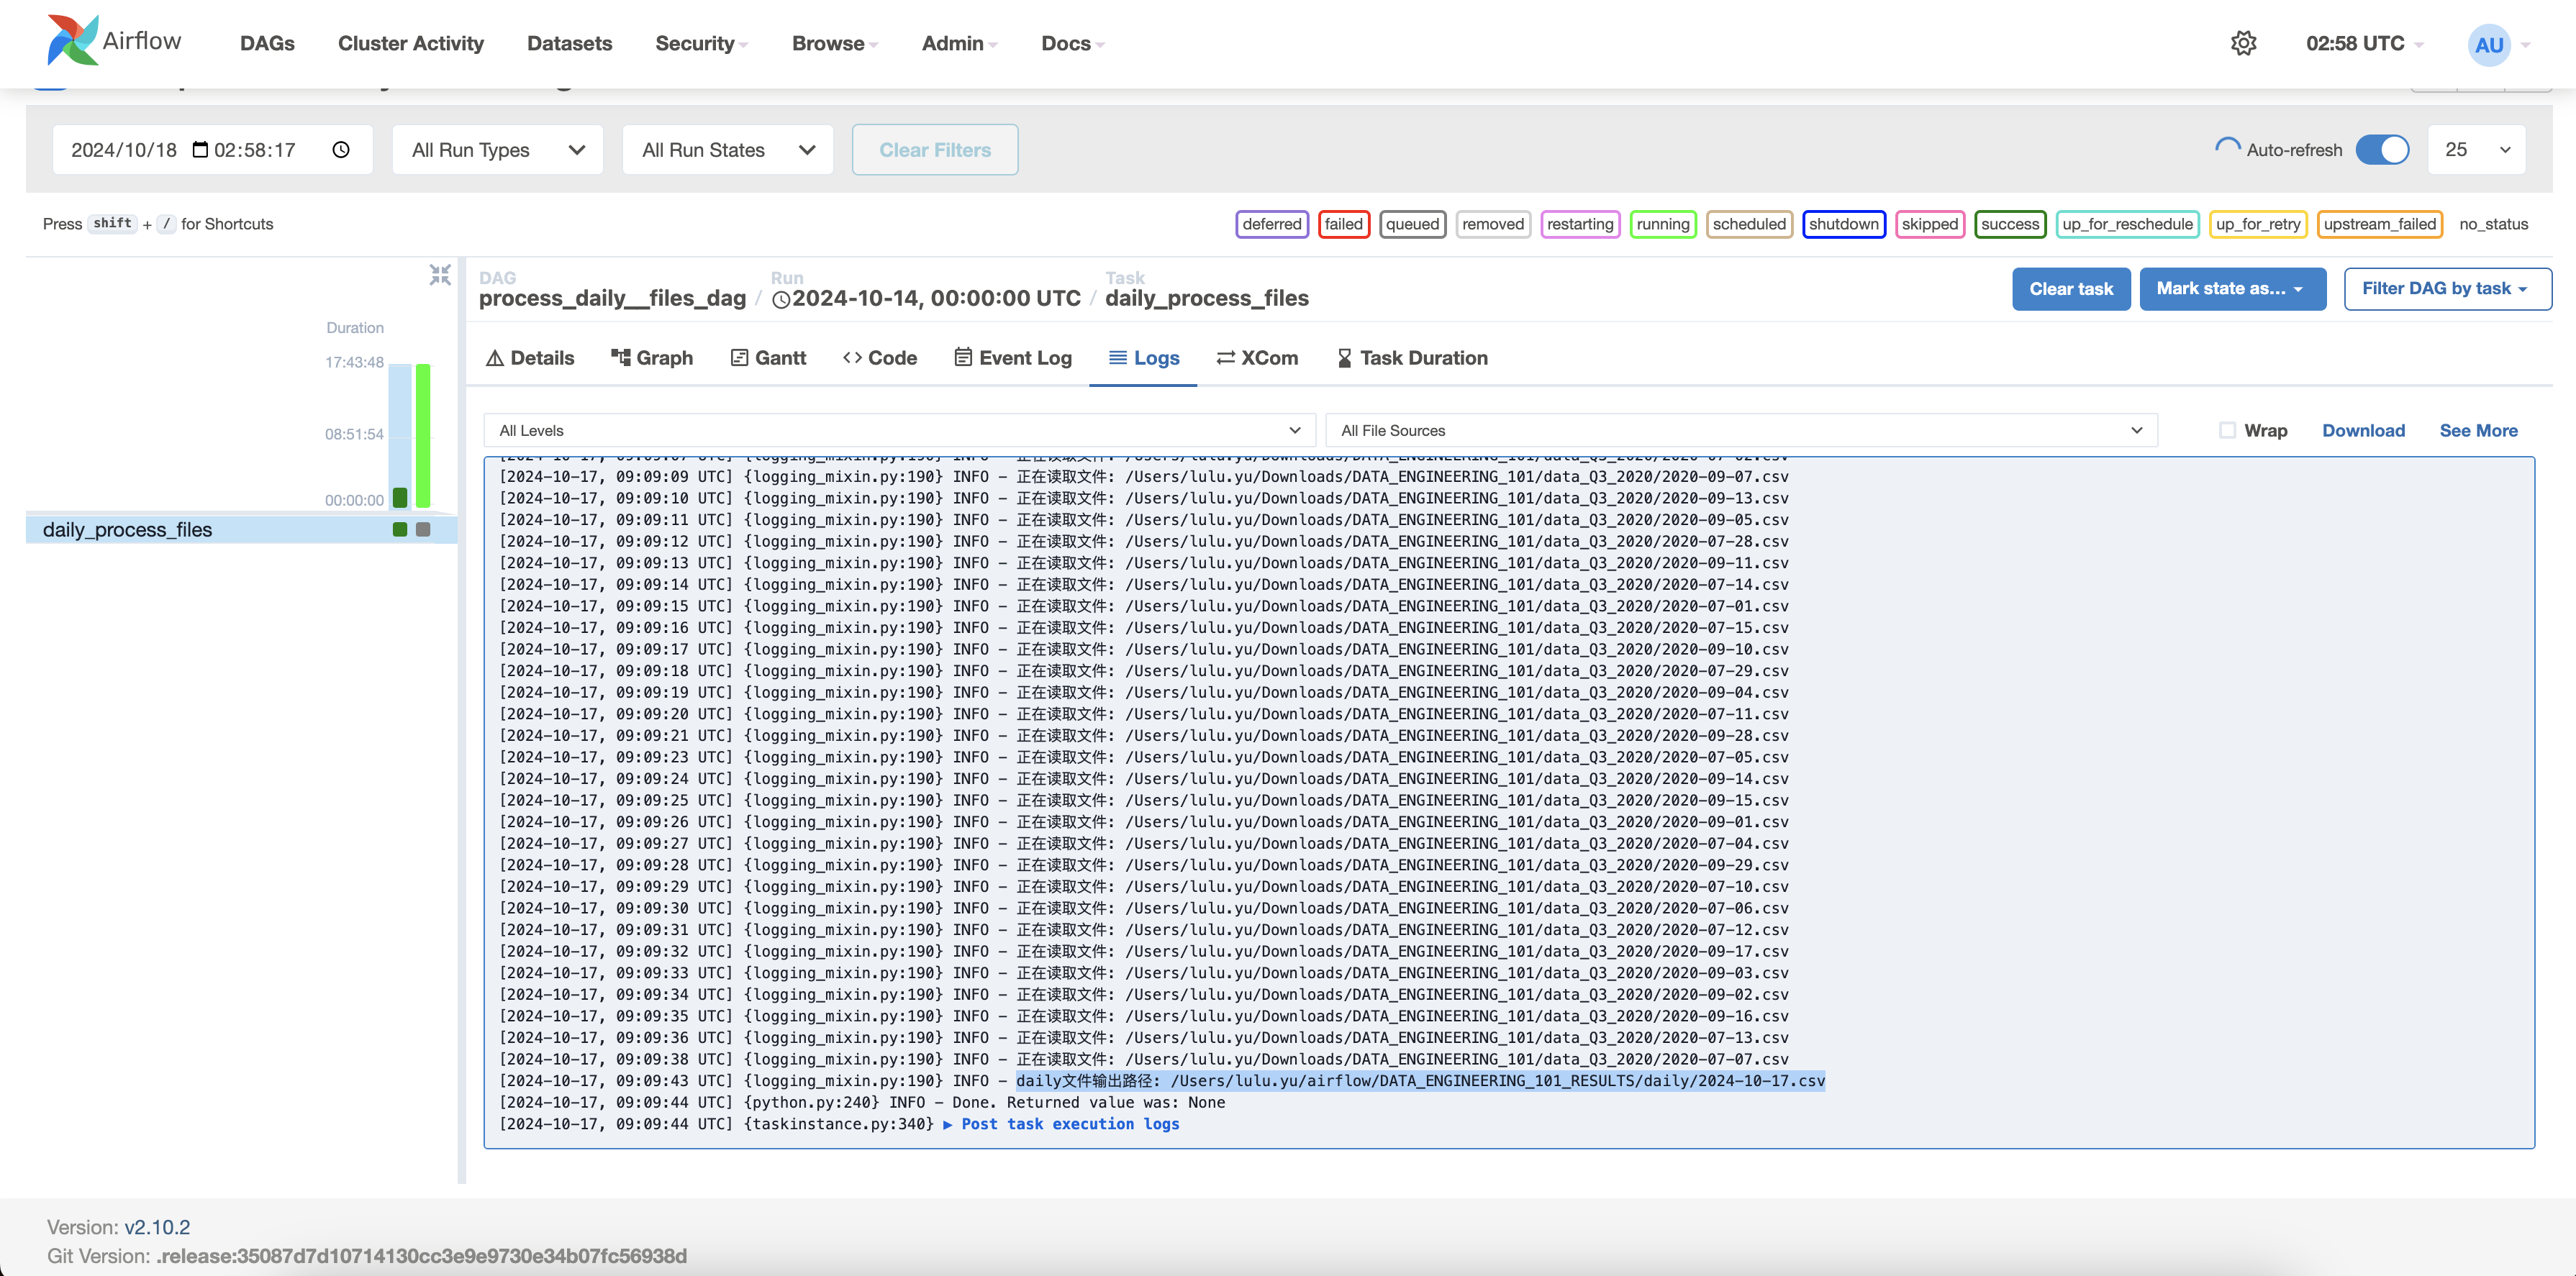 Airflow DAGs Cluster Activity Datasets Security Browse Admin Docs 02:58 UTC AU
2024/10/18 02:58:17 All Run Types All Run States Clear Filters Auto-refresh 25
Press shift + / for Shortcuts deferred failed queued removed restarting running scheduled shutdown skipped success up_for_reschedule up_for_retry upstream_failed no_status
DAG Run Task
process_daily__files_dag / 2024-10-14, 00:00:00 UTC / daily_process_files Clear task Mark state as... Filter DAG by task
Duration
17:43:48
08:51:54
00:00:00
daily_process_files
Details Graph Gantt Code Event Log Logs XCom Task Duration
All Levels All File Sources Wrap Download See More
[2024-10-17, 09:09:07 UTC] {logging_mixin.py:190} INFO - 正在读取文件: /Users/lulu.yu/Downloads/DATA_ENGINEERING_101/data_Q3_2020/2020-07-02.csv
[2024-10-17, 09:09:09 UTC] {logging_mixin.py:190} INFO - 正在读取文件: /Users/lulu.yu/Downloads/DATA_ENGINEERING_101/data_Q3_2020/2020-09-07.csv
[2024-10-17, 09:09:10 UTC] {logging_mixin.py:190} INFO - 正在读取文件: /Users/lulu.yu/Downloads/DATA_ENGINEERING_101/data_Q3_2020/2020-09-13.csv
[2024-10-17, 09:09:11 UTC] {logging_mixin.py:190} INFO - 正在读取文件: /Users/lulu.yu/Downloads/DATA_ENGINEERING_101/data_Q3_2020/2020-09-05.csv
[2024-10-17, 09:09:12 UTC] {logging_mixin.py:190} INFO - 正在读取文件: /Users/lulu.yu/Downloads/DATA_ENGINEERING_101/data_Q3_2020/2020-07-28.csv
[2024-10-17, 09:09:13 UTC] {logging_mixin.py:190} INFO - 正在读取文件: /Users/lulu.yu/Downloads/DATA_ENGINEERING_101/data_Q3_2020/2020-09-11.csv
[2024-10-17, 09:09:14 UTC] {logging_mixin.py:190} INFO - 正在读取文件: /Users/lulu.yu/Downloads/DATA_ENGINEERING_101/data_Q3_2020/2020-07-14.csv
[2024-10-17, 09:09:15 UTC] {logging_mixin.py:190} INFO - 正在读取文件: /Users/lulu.yu/Downloads/DATA_ENGINEERING_101/data_Q3_2020/2020-07-01.csv
[2024-10-17, 09:09:16 UTC] {logging_mixin.py:190} INFO - 正在读取文件: /Users/lulu.yu/Downloads/DATA_ENGINEERING_101/data_Q3_2020/2020-07-15.csv
[2024-10-17, 09:09:17 UTC] {logging_mixin.py:190} INFO - 正在读取文件: /Users/lulu.yu/Downloads/DATA_ENGINEERING_101/data_Q3_2020/2020-09-10.csv
[2024-10-17, 09:09:18 UTC] {logging_mixin.py:190} INFO - 正在读取文件: /Users/lulu.yu/Downloads/DATA_ENGINEERING_101/data_Q3_2020/2020-07-29.csv
[2024-10-17, 09:09:19 UTC] {logging_mixin.py:190} INFO - 正在读取文件: /Users/lulu.yu/Downloads/DATA_ENGINEERING_101/data_Q3_2020/2020-09-04.csv
[2024-10-17, 09:09:20 UTC] {logging_mixin.py:190} INFO - 正在读取文件: /Users/lulu.yu/Downloads/DATA_ENGINEERING_101/data_Q3_2020/2020-07-11.csv
[2024-10-17, 09:09:21 UTC] {logging_mixin.py:190} INFO - 正在读取文件: /Users/lulu.yu/Downloads/DATA_ENGINEERING_101/data_Q3_2020/2020-09-28.csv
[2024-10-17, 09:09:23 UTC] {logging_mixin.py:190} INFO - 正在读取文件: /Users/lulu.yu/Downloads/DATA_ENGINEERING_101/data_Q3_2020/2020-07-05.csv
[2024-10-17, 09:09:24 UTC] {logging_mixin.py:190} INFO - 正在读取文件: /Users/lulu.yu/Downloads/DATA_ENGINEERING_101/data_Q3_2020/2020-09-14.csv
[2024-10-17, 09:09:25 UTC] {logging_mixin.py:190} INFO - 正在读取文件: /Users/lulu.yu/Downloads/DATA_ENGINEERING_101/data_Q3_2020/2020-09-15.csv
[2024-10-17, 09:09:26 UTC] {logging_mixin.py:190} INFO - 正在读取文件: /Users/lulu.yu/Downloads/DATA_ENGINEERING_101/data_Q3_2020/2020-09-01.csv
[2024-10-17, 09:09:27 UTC] {logging_mixin.py:190} INFO - 正在读取文件: /Users/lulu.yu/Downloads/DATA_ENGINEERING_101/data_Q3_2020/2020-07-04.csv
[2024-10-17, 09:09:28 UTC] {logging_mixin.py:190} INFO - 正在读取文件: /Users/lulu.yu/Downloads/DATA_ENGINEERING_101/data_Q3_2020/2020-09-29.csv
[2024-10-17, 09:09:29 UTC] {logging_mixin.py:190} INFO - 正在读取文件: /Users/lulu.yu/Downloads/DATA_ENGINEERING_101/data_Q3_2020/2020-07-10.csv
[2024-10-17, 09:09:30 UTC] {logging_mixin.py:190} INFO - 正在读取文件: /Users/lulu.yu/Downloads/DATA_ENGINEERING_101/data_Q3_2020/2020-07-06.csv
[2024-10-17, 09:09:31 UTC] {logging_mixin.py:190} INFO - 正在读取文件: /Users/lulu.yu/Downloads/DATA_ENGINEERING_101/data_Q3_2020/2020-07-12.csv
[2024-10-17, 09:09:32 UTC] {logging_mixin.py:190} INFO - 正在读取文件: /Users/lulu.yu/Downloads/DATA_ENGINEERING_101/data_Q3_2020/2020-09-17.csv
[2024-10-17, 09:09:33 UTC] {logging_mixin.py:190} INFO - 正在读取文件: /Users/lulu.yu/Downloads/DATA_ENGINEERING_101/data_Q3_2020/2020-09-03.csv
[2024-10-17, 09:09:34 UTC] {logging_mixin.py:190} INFO - 正在读取文件: /Users/lulu.yu/Downloads/DATA_ENGINEERING_101/data_Q3_2020/2020-09-02.csv
[2024-10-17, 09:09:35 UTC] {logging_mixin.py:190} INFO - 正在读取文件: /Users/lulu.yu/Downloads/DATA_ENGINEERING_101/data_Q3_2020/2020-09-16.csv
[2024-10-17, 09:09:36 UTC] {logging_mixin.py:190} INFO - 正在读取文件: /Users/lulu.yu/Downloads/DATA_ENGINEERING_101/data_Q3_2020/2020-07-13.csv
[2024-10-17, 09:09:38 UTC] {logging_mixin.py:190} INFO - 正在读取文件: /Users/lulu.yu/Downloads/DATA_ENGINEERING_101/data_Q3_2020/2020-07-07.csv
[2024-10-17, 09:09:43 UTC] {logging_mixin.py:190} INFO - daily文件输出路径: /Users/lulu.yu/airflow/DATA_ENGINEERING_101_RESULTS/daily/2024-10-17.csv
[2024-10-17, 09:09:44 UTC] {python.py:240} INFO - Done. Returned value was: None
[2024-10-17, 09:09:44 UTC] {taskinstance.py:340} ▶ Post task execution logs
Version: v2.10.2
Git Version: .release:35087d7d10714130cc3e9e9730e34b07fc56938d